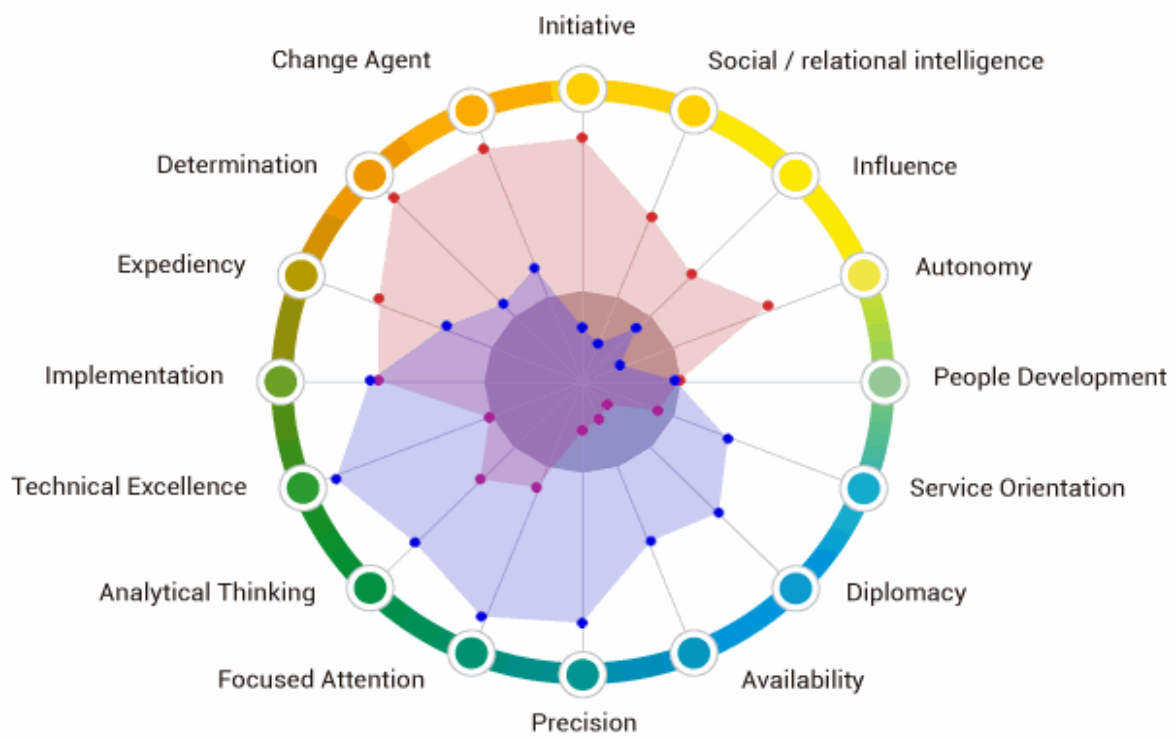 Initiative
Change Agent
Social / relational intelligence
Determination
Influence
Expediency
Autonomy
Implementation
People Development
Technical Excellence
Service Orientation
Analytical Thinking
Diplomacy
Focused Attention
Availability
Precision